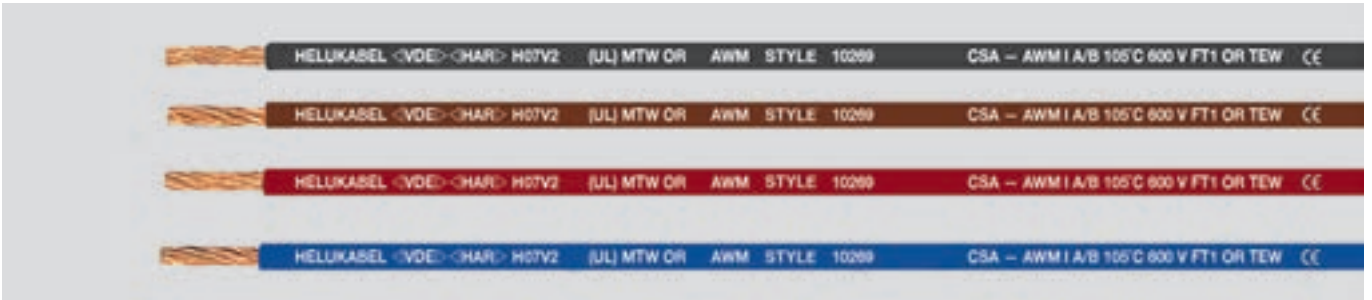 HELUKABEL <VDE> <HAR> H07V2 (UL) MTW OR AWM STYLE 10269 CSA – AWM I A/B 105°C 600 V FT1 OR TEW CE
HELUKABEL <VDE> <HAR> H07V2 (UL) MTW OR AWM STYLE 10269 CSA – AWM I A/B 105°C 600 V FT1 OR TEW CE
HELUKABEL <VDE> <HAR> H07V2 (UL) MTW OR AWM STYLE 10269 CSA – AWM I A/B 105°C 600 V FT1 OR TEW CE
HELUKABEL <VDE> <HAR> H07V2 (UL) MTW OR AWM STYLE 10269 CSA – AWM I A/B 105°C 600 V FT1 OR TEW CE